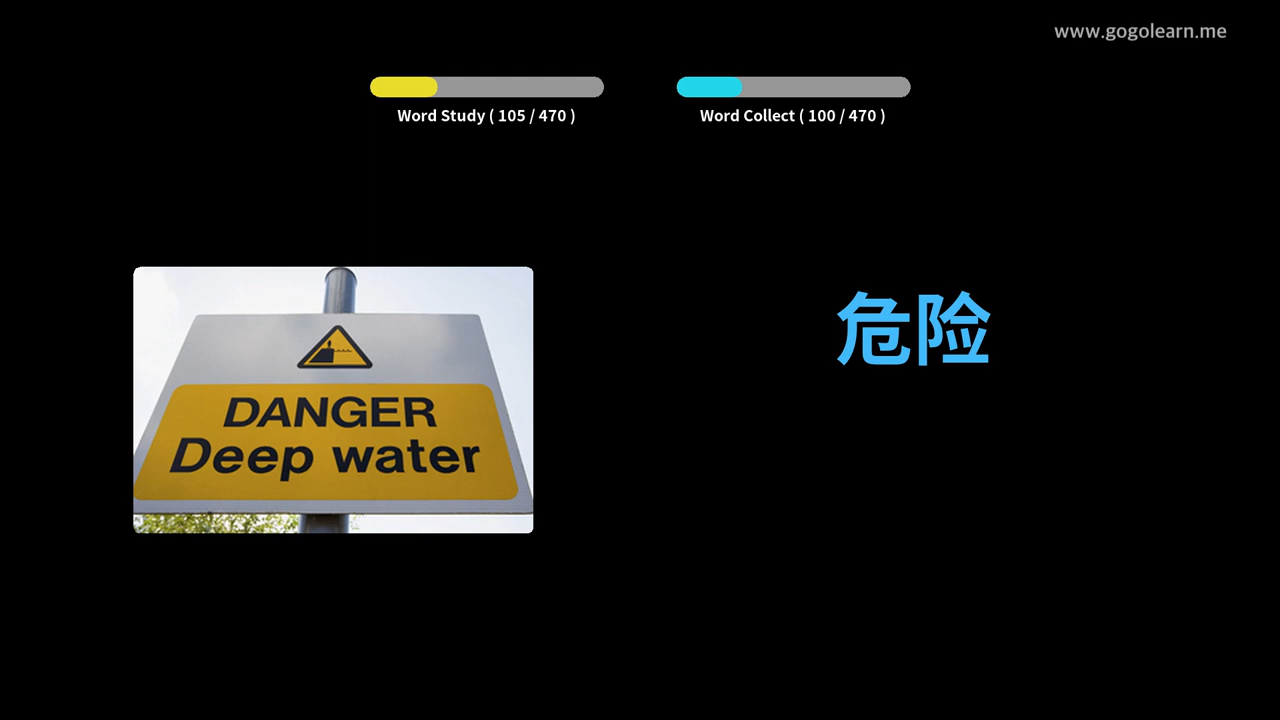 www.gogolearn.me
Word Study ( 105 / 470 )
Word Collect ( 100 / 470 )
危险
DANGER
Deep water